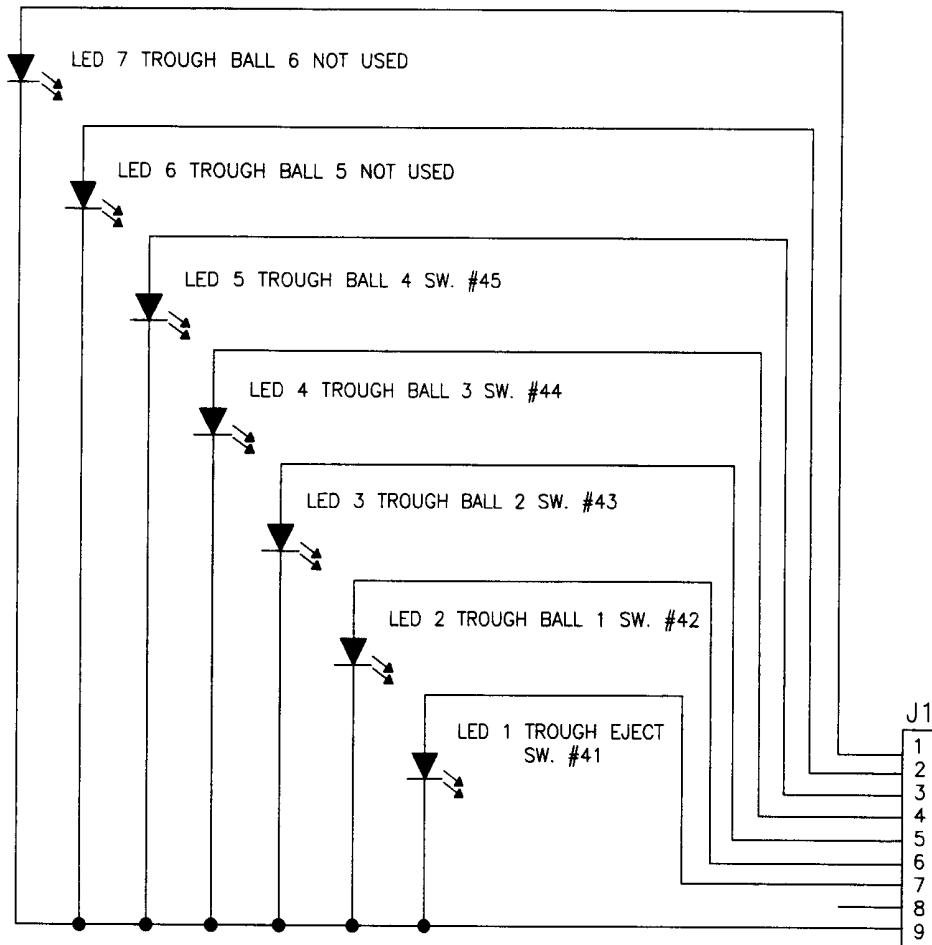 LED 7 TROUGH BALL 6 NOT USED
LED 6 TROUGH BALL 5 NOT USED
LED 5 TROUGH BALL 4 SW. #45
LED 4 TROUGH BALL 3 SW. #44
LED 3 TROUGH BALL 2 SW. #43
LED 2 TROUGH BALL 1 SW. #42
LED 1 TROUGH EJECT
SW. #41
J1
1
2
3
4
5
6
7
8
9